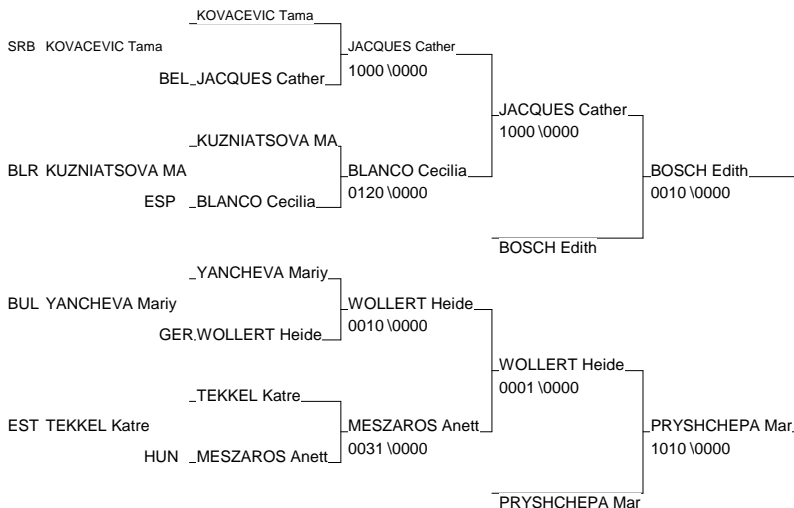 KOVACEVIC Tama
SRB KOVACEVIC Tama
JACQUES Cather
1000 \0000
BEL JACQUES Cather
JACQUES Cather
1000 \0000
KUZNIATSOVA MA
BLR KUZNIATSOVA MA
BLANCO Cecilia
0120 \0000
BOSCH Edith
0010 \0000
ESP BLANCO Cecilia
BOSCH Edith
YANCHEVA Mariy
BUL YANCHEVA Mariy
WOLLERT Heide
0010 \0000
GER WOLLERT Heide
WOLLERT Heide
0001 \0000
TEKKEL Katre
EST TEKKEL Katre
MESZAROS Anett
0031 \0000
PRYSHCHEPA Mar
1010 \0000
HUN MESZAROS Anett
PRYSHCHEPA Mar